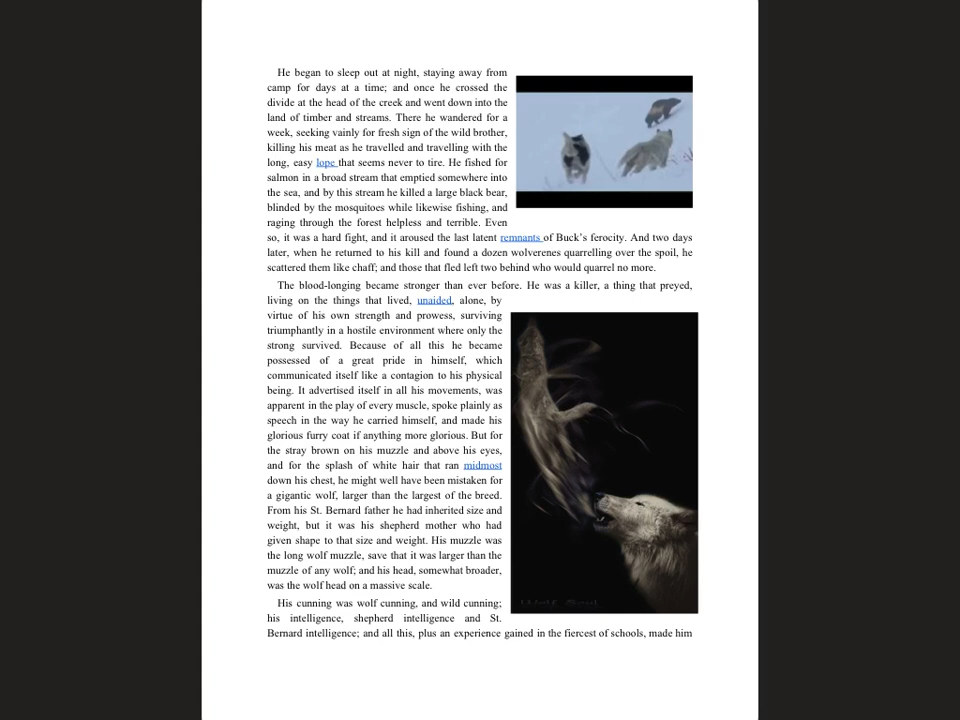 He began to sleep out at night, staying away from
camp for days at a time; and once he crossed the
divide at the head of the creek and went down into the
land of timber and streams. There he wandered for a
week, seeking vainly for fresh sign of the wild brother,
killing his meat as he travelled and travelling with the
long, easy lope that seems never to tire. He fished for
salmon in a broad stream that emptied somewhere into
the sea, and by this stream he killed a large black bear,
blinded by the mosquitoes while likewise fishing, and
raging through the forest helpless and terrible. Even
so, it was a hard fight, and it aroused the last latent remnants of Buck’s ferocity. And two days
later, when he returned to his kill and found a dozen wolverenes quarrelling over the spoil, he
scattered them like chaff; and those that fled left two behind who would quarrel no more.
The blood-longing became stronger than ever before. He was a killer, a thing that preyed,
living on the things that lived, unaided, alone, by
virtue of his own strength and prowess, surviving
triumphantly in a hostile environment where only the
strong survived. Because of all this he became
possessed of a great pride in himself, which
communicated itself like a contagion to his physical
being. It advertised itself in all his movements, was
apparent in the play of every muscle, spoke plainly as
speech in the way he carried himself, and made his
glorious furry coat if anything more glorious. But for
the stray brown on his muzzle and above his eyes,
and for the splash of white hair that ran midmost
down his chest, he might well have been mistaken for
a gigantic wolf, larger than the largest of the breed.
From his St. Bernard father he had inherited size and
weight, but it was his shepherd mother who had
given shape to that size and weight. His muzzle was
the long wolf muzzle, save that it was larger than the
muzzle of any wolf; and his head, somewhat broader,
was the wolf head on a massive scale.
Wolf Soul
His cunning was wolf cunning, and wild cunning;
his intelligence, shepherd intelligence and St.
Bernard intelligence; and all this, plus an experience gained in the fiercest of schools, made him